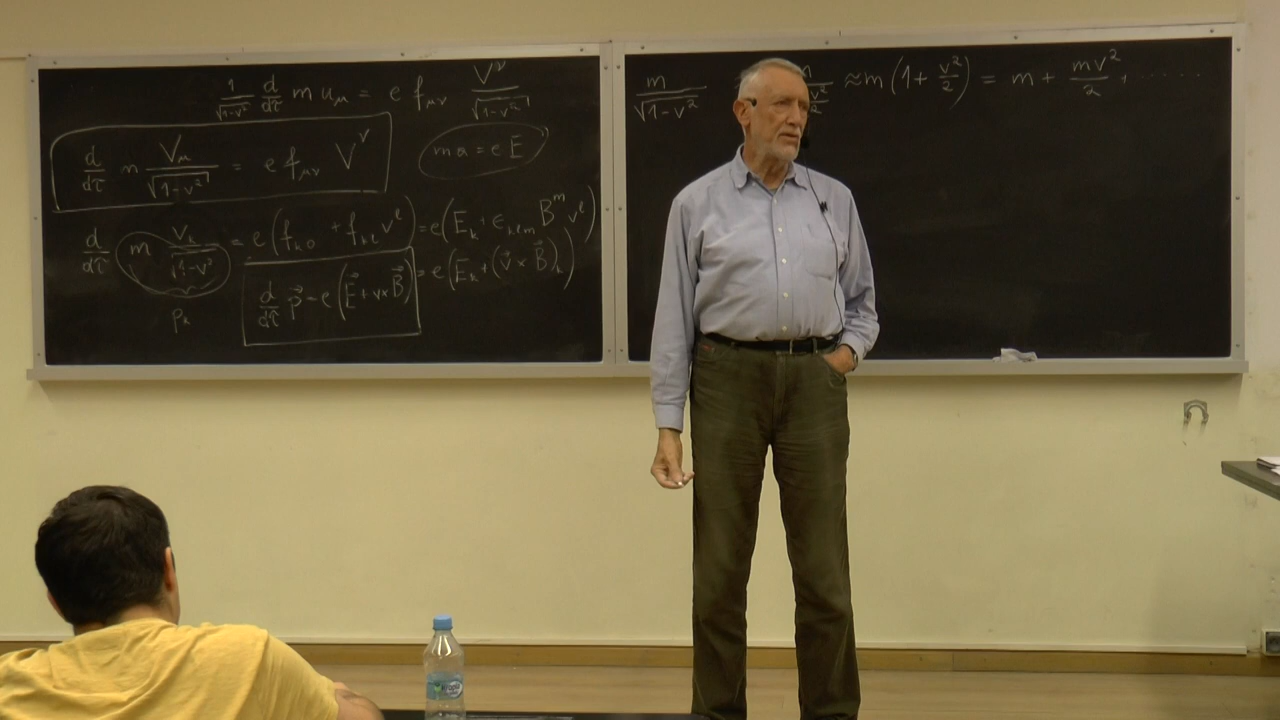 1/√(1-v²) d/dτ m u_μ = e f_μν V^ν/√(1-v²)
d/dτ m V_μ/√(1-v²) = e f_μν V^ν
ma = eE
d/dτ m V_k/√(1-v²) = e(f_k0 + f_kl v^l) = e(E_k + ϵ_klm B^m v^l)
p_k
d/dτ p⃗ = e(E⃗ + v×B⃗) = e(E_k + (v⃗ × B⃗)_k)
m/√(1-v²) ≈ m(1 + v²/2) = m + mv²/2 + ......